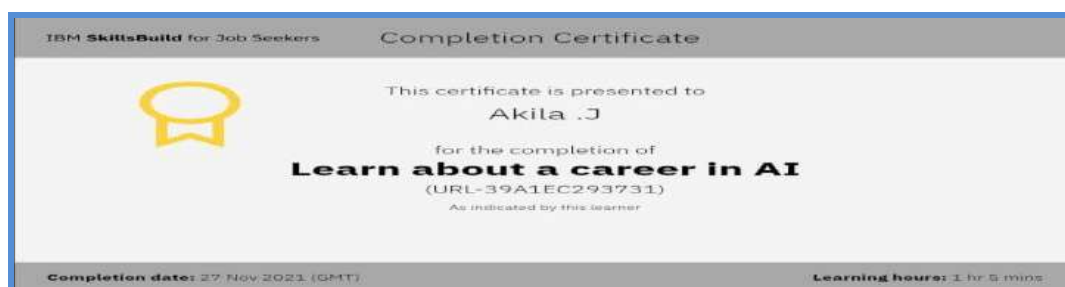 IBM SkillsBuild for Job Seekers Completion Certificate
This certificate is presented to
Akila .J
for the completion of
Learn about a career in AI
(URL-39A1EC293731)
As indicated by this learner
Completion date: 27 Nov 2021 (GMT) Learning hours: 1 hr 5 mins